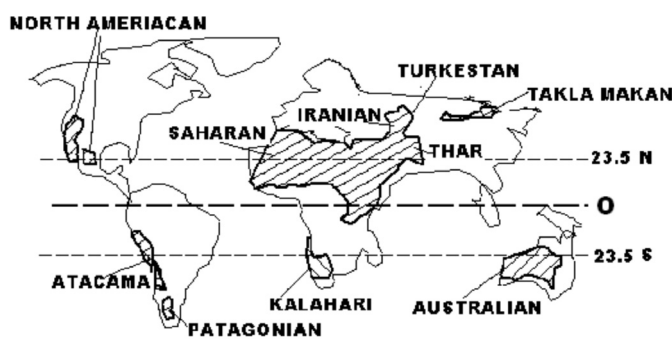 NORTH AMERIACAN
TURKESTAN
TAKLA MAKAN
IRANIAN
SAHARAN
THAR
23.5 N
O
23.5 S
ATACAMA
KALAHARI
AUSTRALIAN
PATAGONIAN